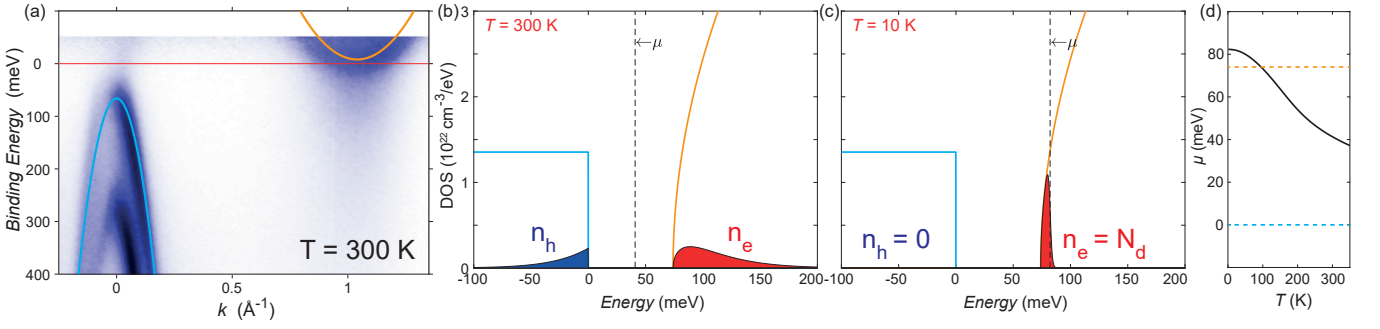 (a)
Binding Energy (meV)
0
100
200
300
400
0
0.5
1
k (Å⁻¹)
T = 300 K
(b)
T = 300 K
←μ
DOS (10²² cm⁻³/eV)
3
2
1
0
n_h
n_e
-100
-50
0
50
100
150
200
Energy (meV)
(c)
T = 10 K
←μ
n_h = 0
n_e = N_d
-100
-50
0
50
100
150
200
Energy (meV)
(d)
μ (meV)
80
60
40
20
0
0
100
200
300
T (K)